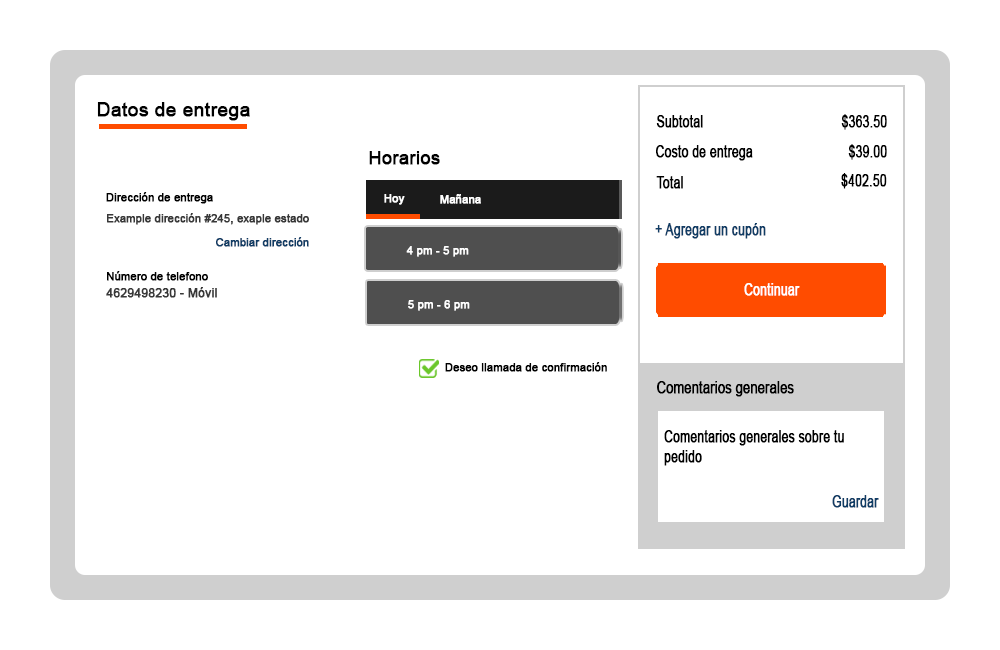 Datos de entrega
Dirección de entrega
Example dirección #245, exaple estado
Cambiar dirección
Número de telefono
4629498230 - Móvil
Horarios
Hoy Mañana
4 pm - 5 pm
5 pm - 6 pm
Deseo llamada de confirmación
Subtotal $363.50
Costo de entrega $39.00
Total $402.50
+ Agregar un cupón
Continuar
Comentarios generales
Comentarios generales sobre tu
pedido
Guardar